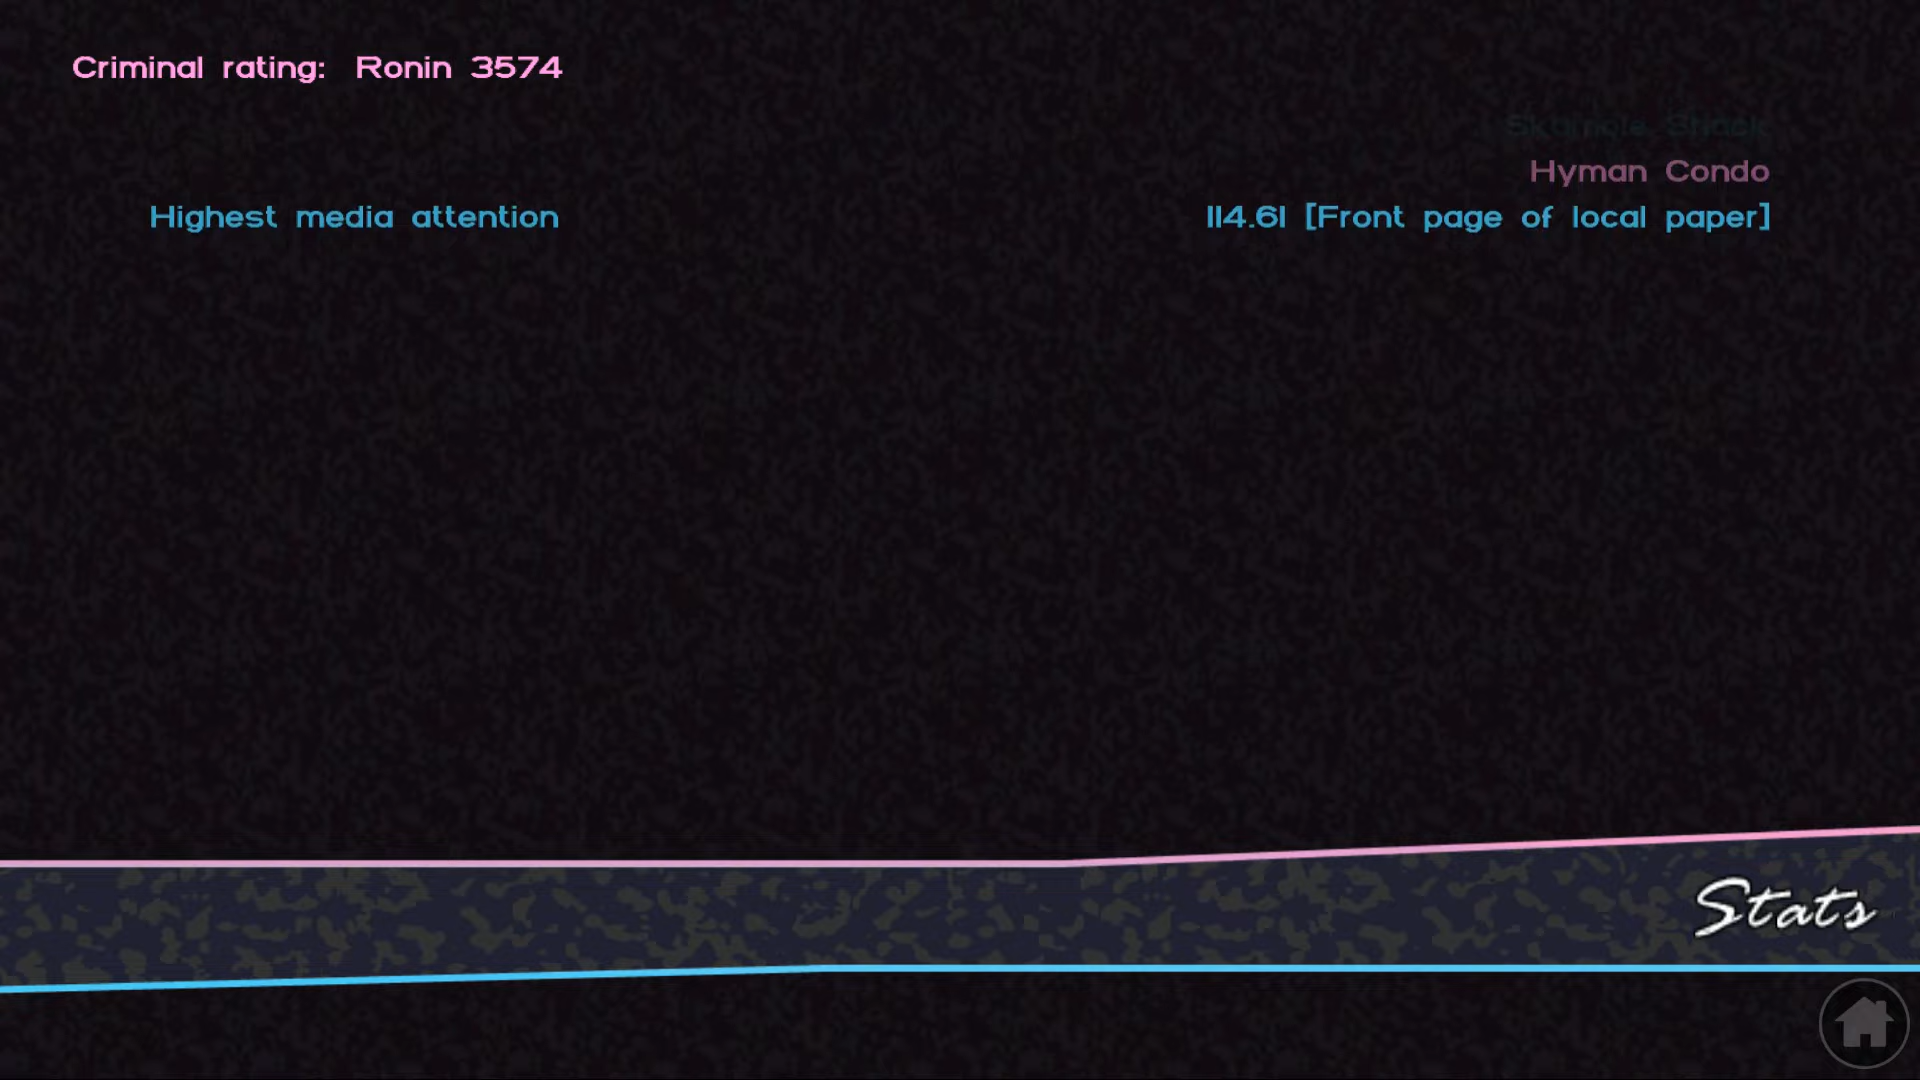 Criminal rating: Ronin 3574
Hyman Condo
Highest media attention
114.61 [Front page of local paper]
Stats